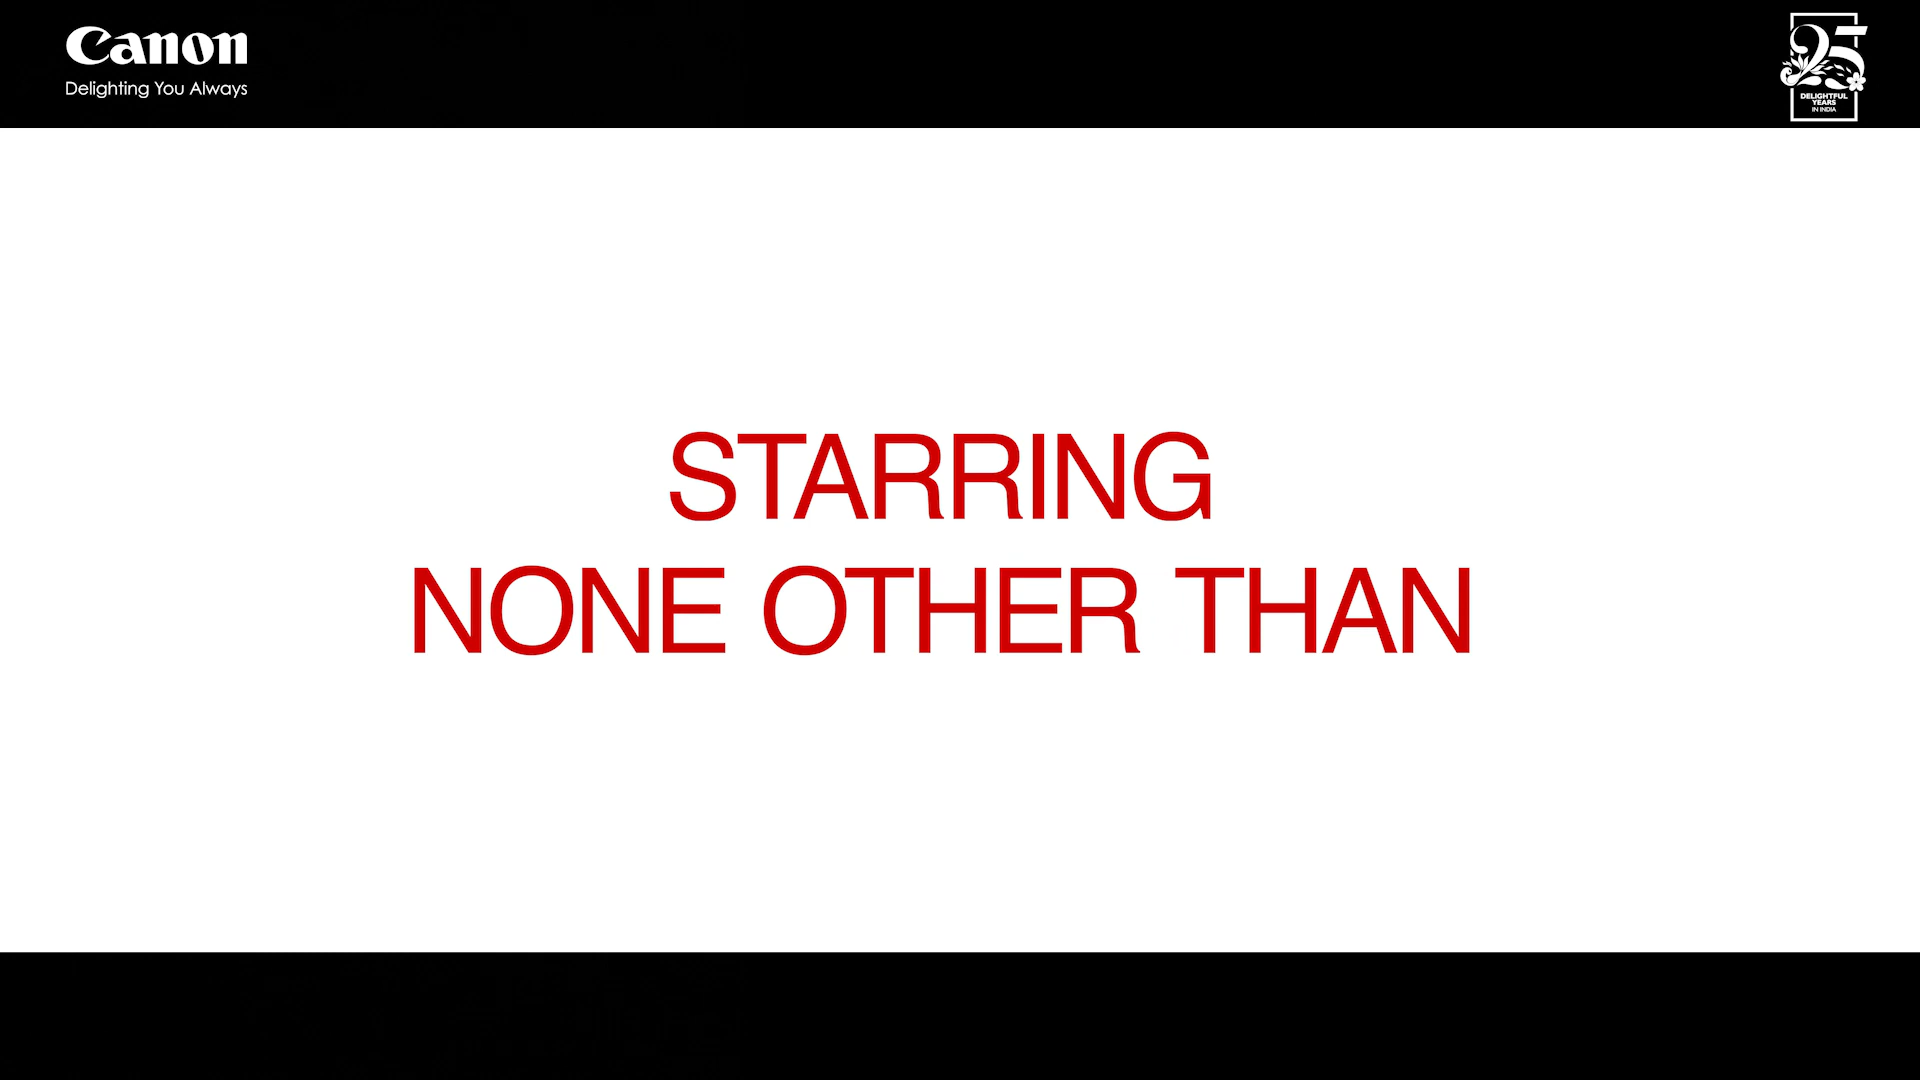 Canon
Delighting You Always
25
DELIGHTFUL
YEARS
IN INDIA
STARRING
NONE OTHER THAN